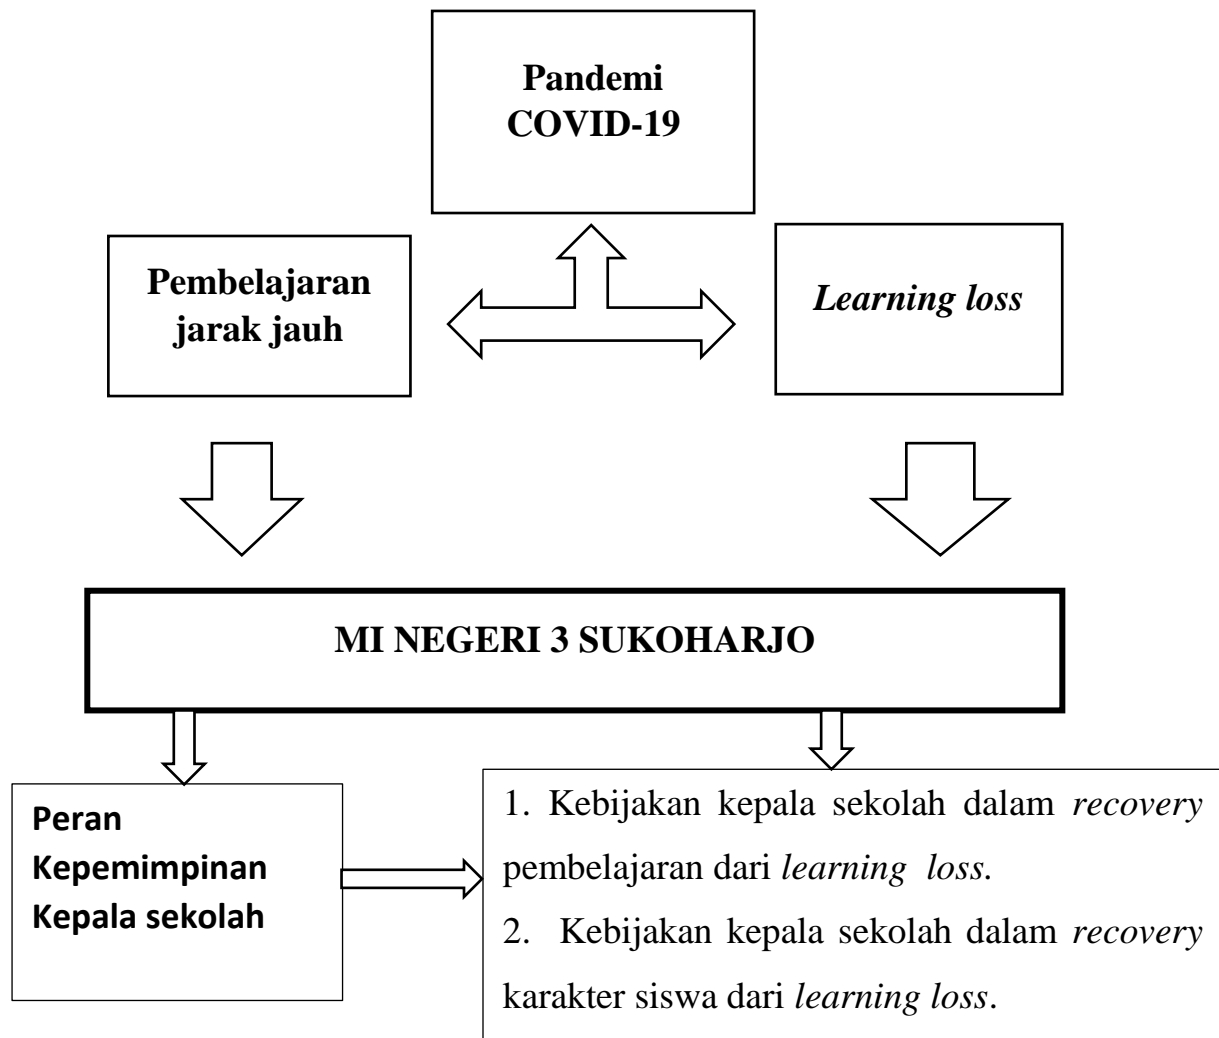 Pandemi
COVID-19
Pembelajaran
jarak jauh
Learning loss
MI NEGERI 3 SUKOHARJO
Peran
Kepemimpinan
Kepala sekolah
1. Kebijakan kepala sekolah dalam recovery
pembelajaran dari learning loss.
2. Kebijakan kepala sekolah dalam recovery
karakter siswa dari learning loss.